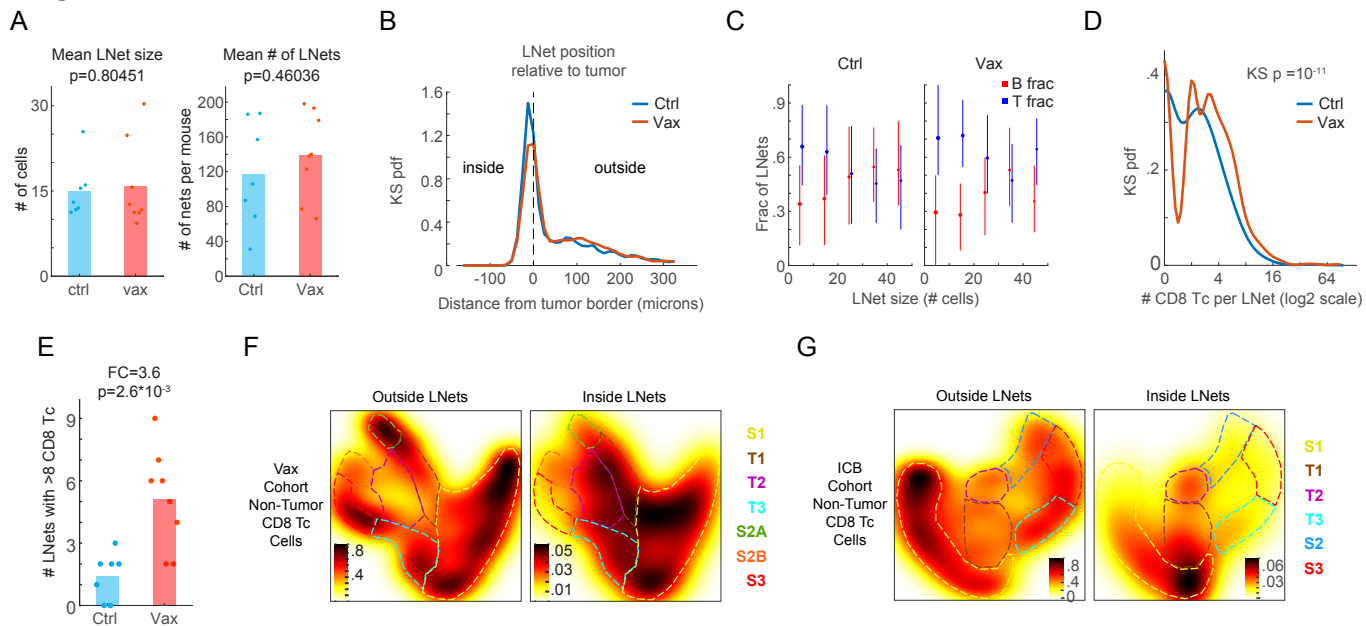 A
Mean LNet size
p=0.80451
# of cells
30
15
0
ctrl
vax
Mean # of LNets
p=0.46036
# of nets per mouse
200
160
120
80
40
0
Ctrl
Vax
B
LNet position
relative to tumor
Ctrl
Vax
inside
outside
KS pdf
1.6
1.2
0.6
0.4
0
-100
0
100
200
300
Distance from tumor border (microns)
C
Ctrl
Vax
B frac
T frac
Frac of LNets
.9
.6
.3
0
0
20
40
0
20
40
LNet size (# cells)
D
KS p =10-11
Ctrl
Vax
KS pdf
.4
.2
0
0
4
16
64
# CD8 Tc per LNet (log2 scale)
E
FC=3.6
p=2.6*10-3
# LNets with >8 CD8 Tc
9
6
3
0
Ctrl
Vax
F
Outside LNets
Inside LNets
Vax
Cohort
Non-Tumor
CD8 Tc
Cells
.8
.4
.05
.03
.01
S1
T1
T2
T3
S2A
S2B
S3
G
Outside LNets
Inside LNets
ICB
Cohort
Non-Tumor
CD8 Tc
Cells
.8
.4
-0
.06
.03
S1
T1
T2
T3
S2
S3